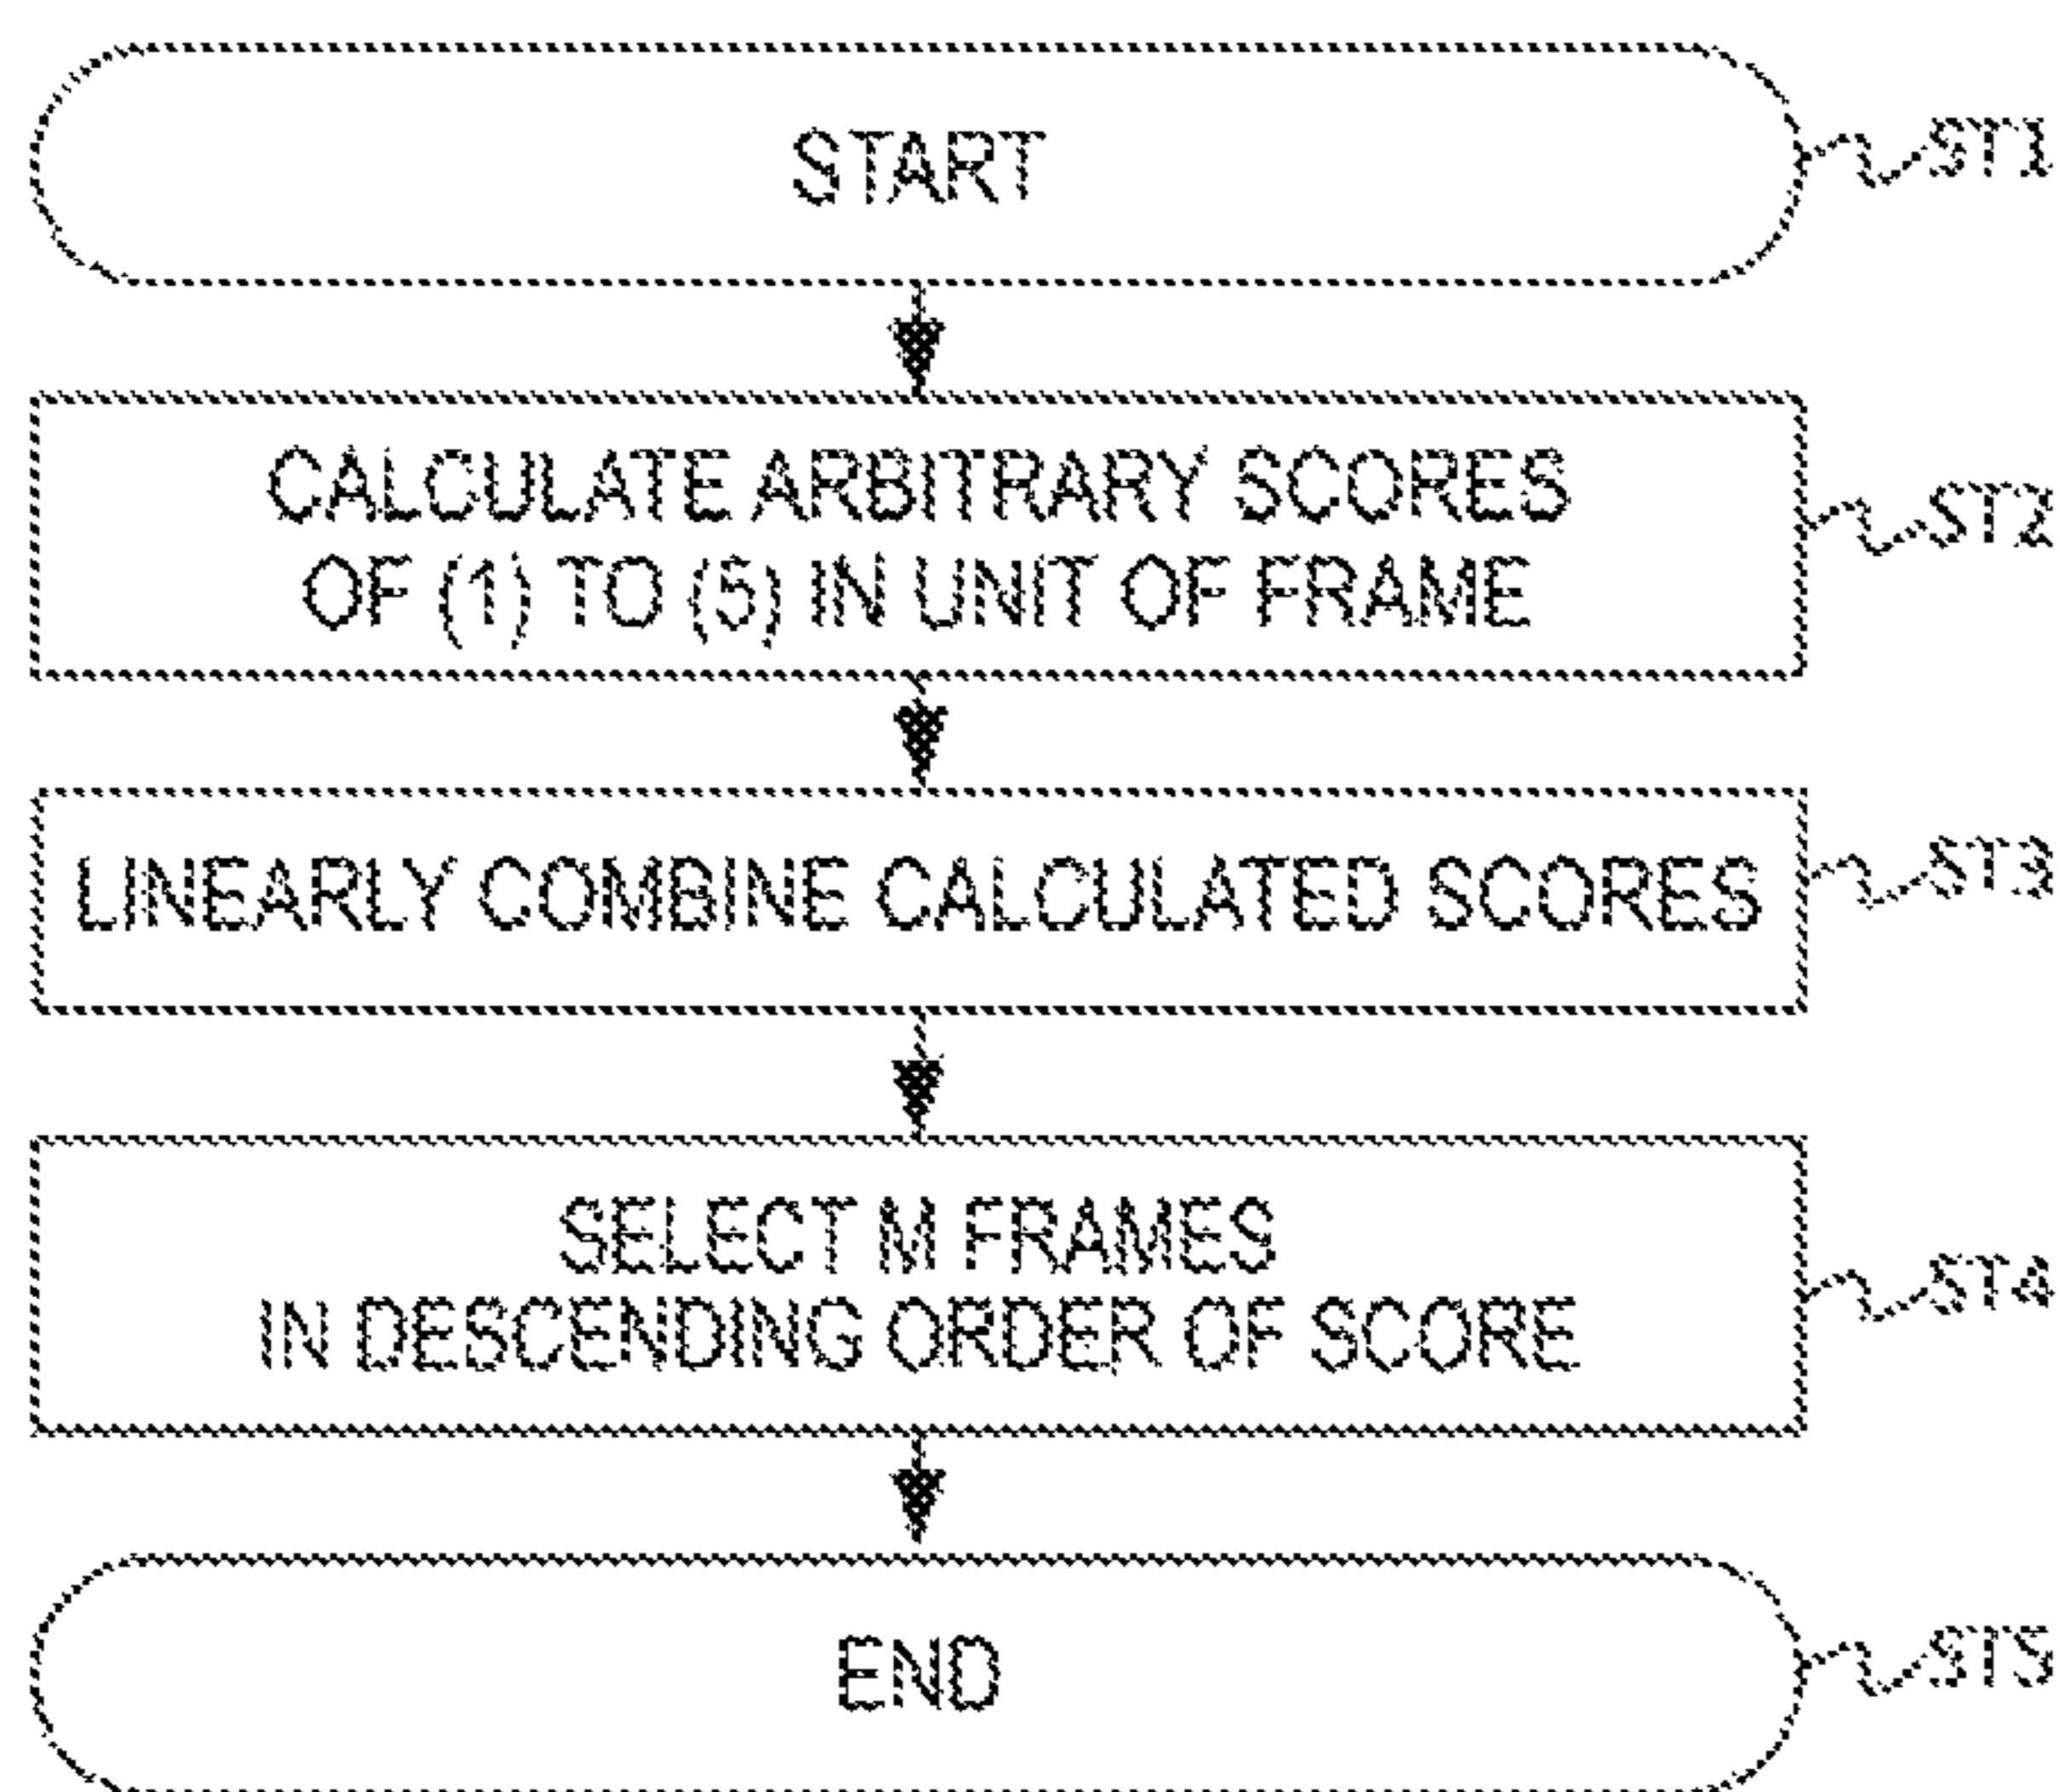 START
ST1
CALCULATE ARBITRARY SCORES
OF (1) TO (5) IN UNIT OF FRAME
ST2
LINEARLY COMBINE CALCULATED SCORES
ST3
SELECT M FRAMES
IN DESCENDING ORDER OF SCORE
ST4
END
ST5